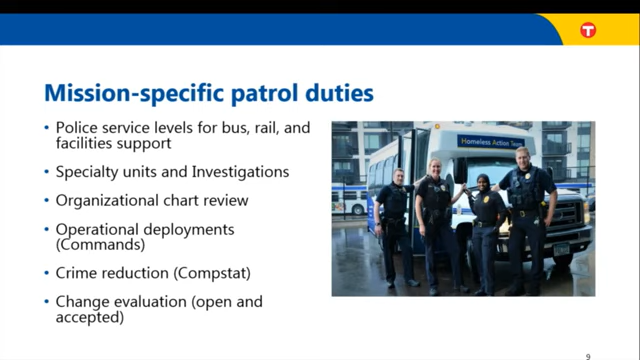 T
Mission-specific patrol duties
• Police service levels for bus, rail, and
facilities support
• Specialty units and Investigations
• Organizational chart review
• Operational deployments
(Commands)
• Crime reduction (Compstat)
• Change evaluation (open and
accepted)
Homeless Action Team
9